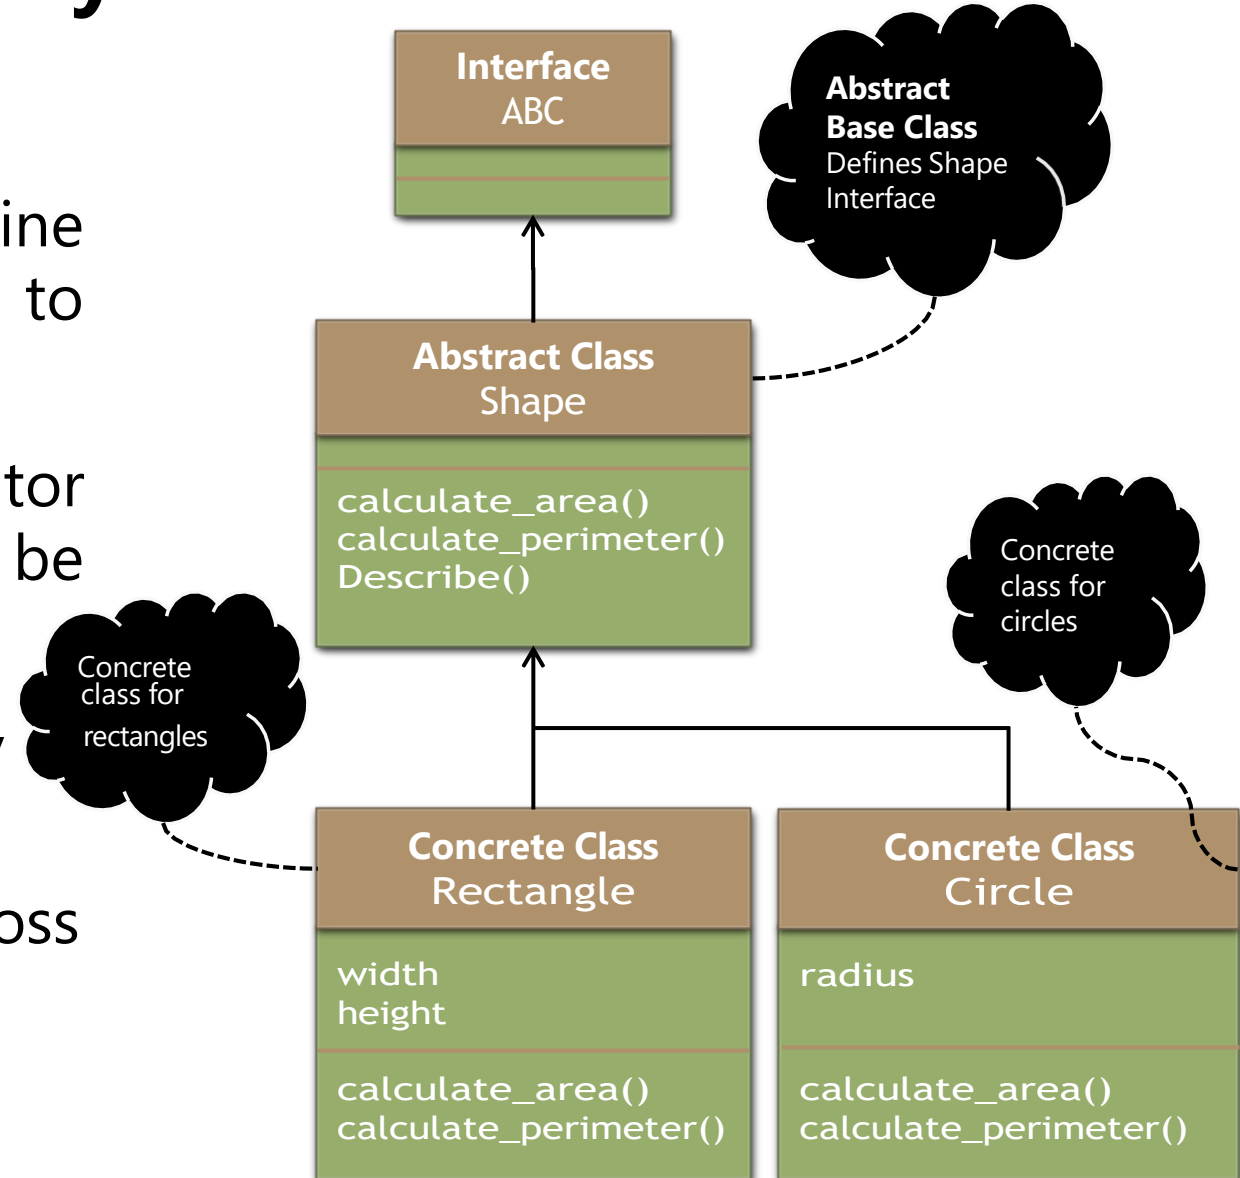 y
ine
to
tor
be
y
oss
Interface
ABC
Abstract
Base Class
Defines Shape
Interface
Abstract Class
Shape
calculate_area()
calculate_perimeter()
Describe()
Concrete
class for
circles
Concrete
class for
rectangles
Concrete Class
Rectangle
width
height
calculate_area()
calculate_perimeter()
Concrete Class
Circle
radius
calculate_area()
calculate_perimeter()